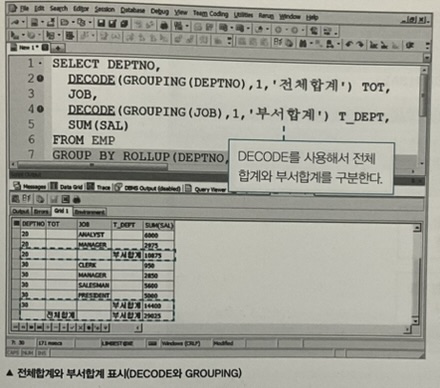 File Edit Search Editor Session Database Debug View Team Coding Utilities Rerun Window Help
New 1 *
1 SELECT DEPTNO,
2 DECODE(GROUPING(DEPTNO),1,'전체합계') TOT,
3 JOB,
4 DECODE(GROUPING(JOB),1,'부서합계') T_DEPT,
5 SUM(SAL)
6 FROM EMP
7 GROUP BY ROLLUP(DEPTNO,
DECODE를 사용해서 전체
합계와 부서합계를 구분한다.
Messages Data Grid Trace DBMS Output (disabled) Query Viewer
Output Errors Grid 1 Environment
DEPTNO TOT JOB T_DEPT SUM(SAL)
20 ANALYST 6000
20 MANAGER 2975
20 부서합계 10875
30 CLERK 950
30 MANAGER 2850
30 SALESMAN 5600
30 PRESIDENT 5000
30 부서합계 14400
전체합계 부서합계 29025
7: 30 171 msecs Windows (CRLF) Modified
CAPS NUM INS
▲ 전체합계와 부서합계 표시(DECODE와 GROUPING)